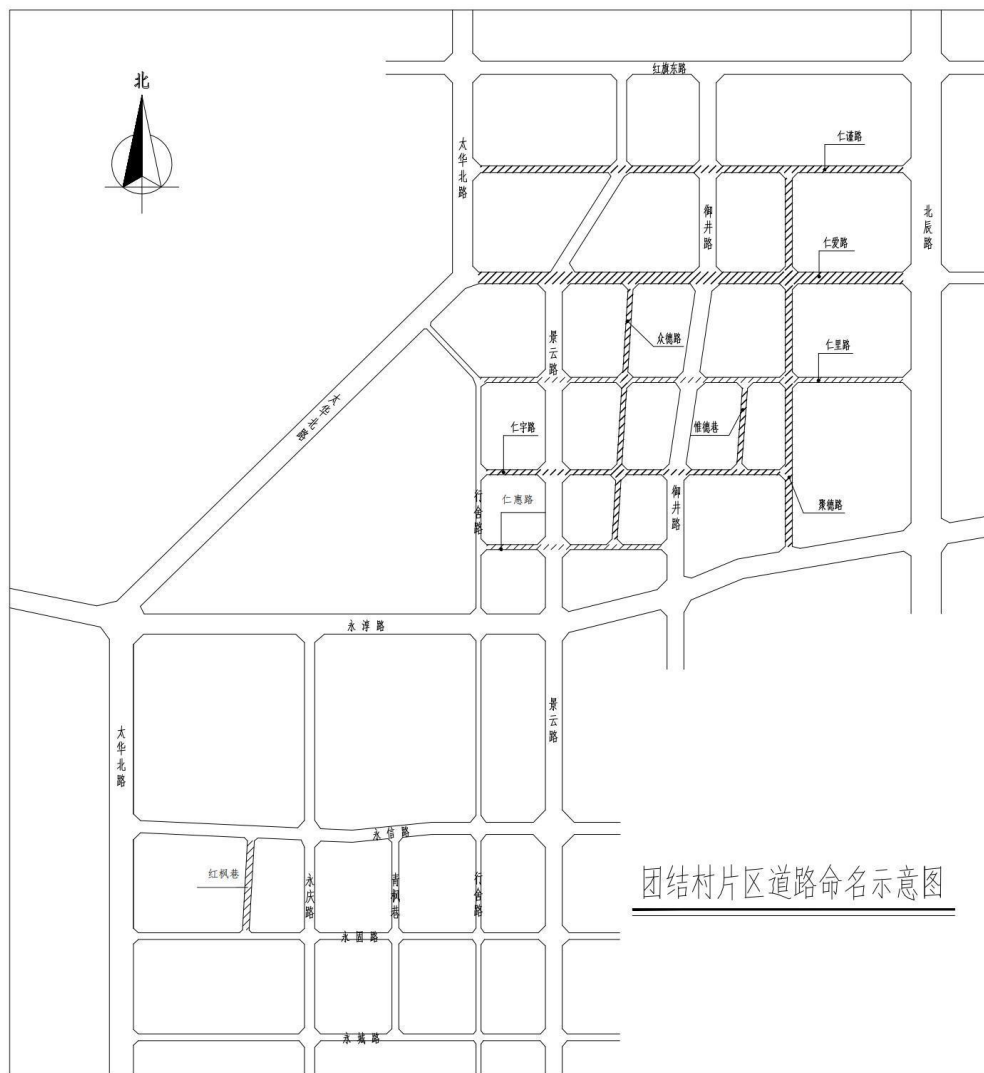 北
红旗东路
仁谨路
太华北路
御井路
北辰路
仁爱路
众德路
景云路
仁里路
太华北路
仁宇路
惟德巷
行舍路
仁惠路
御井路
聚德路
永淳路
太华北路
景云路
永信路
红枫巷
永庆路
青枫巷
行舍路
团结村片区道路命名示意图
永固路
永城路